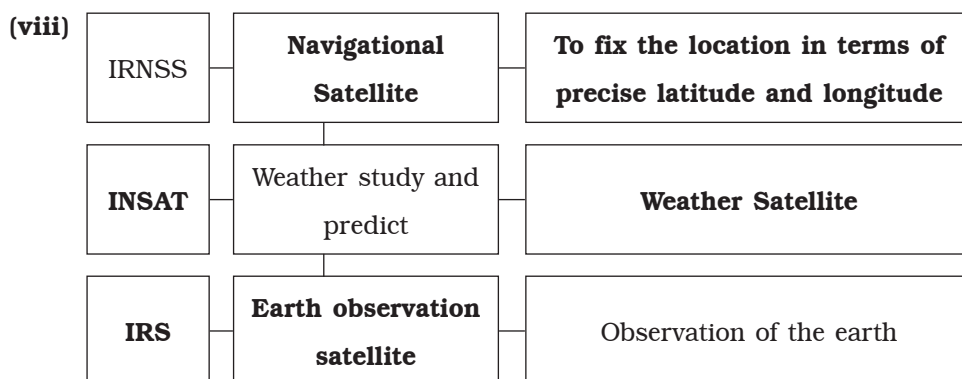 (viii)
IRNSS
Navigational
Satellite
To fix the location in terms of
precise latitude and longitude
INSAT
Weather study and
predict
Weather Satellite
IRS
Earth observation
satellite
Observation of the earth